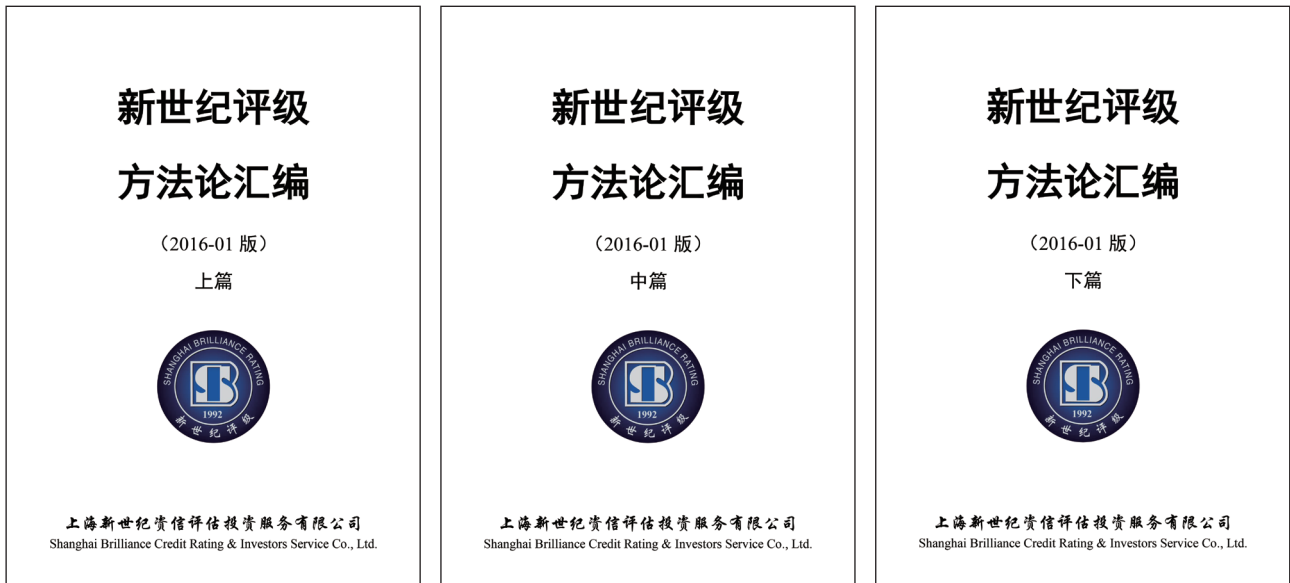 新世纪评级
方法论汇编
（2016-01 版）
上篇
SHANGHAI BRILLIANCE RATING
1992
新世纪评级
上海新世纪资信评估投资服务有限公司
Shanghai Brilliance Credit Rating & Investors Service Co., Ltd.
新世纪评级
方法论汇编
（2016-01 版）
中篇
SHANGHAI BRILLIANCE RATING
1992
新世纪评级
上海新世纪资信评估投资服务有限公司
Shanghai Brilliance Credit Rating & Investors Service Co., Ltd.
新世纪评级
方法论汇编
（2016-01 版）
下篇
SHANGHAI BRILLIANCE RATING
1992
新世纪评级
上海新世纪资信评估投资服务有限公司
Shanghai Brilliance Credit Rating & Investors Service Co., Ltd.